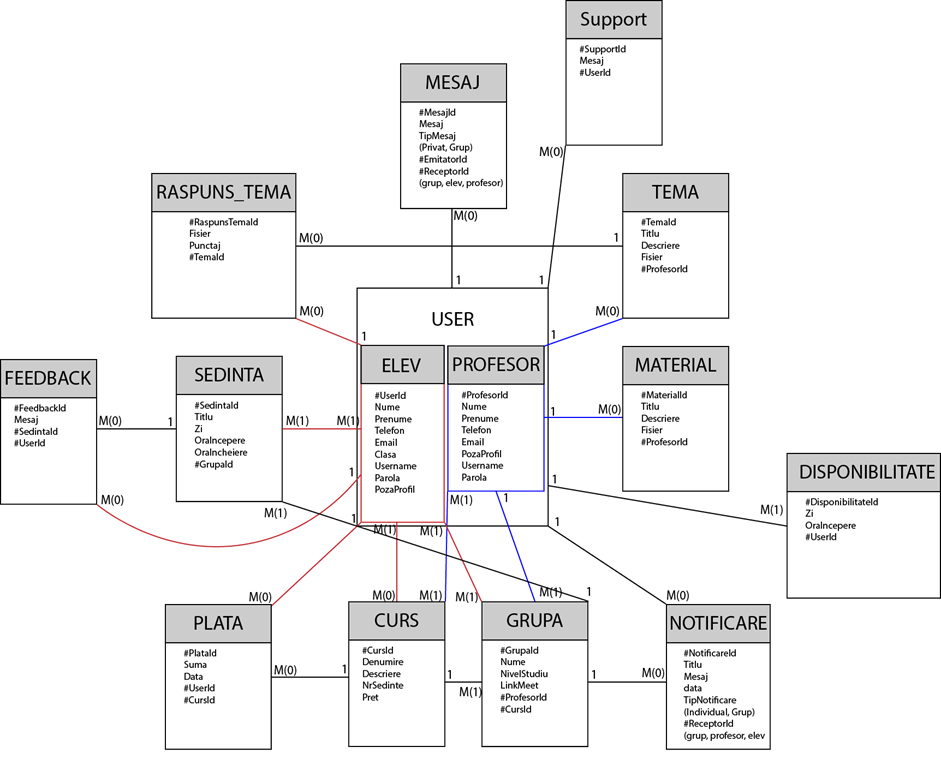 Support
#SupportId
Mesaj
#UserId
M(0)
MESAJ
#MesajId
Mesaj
TipMesaj
(Privat, Grup)
#EmitatorId
#ReceptorId
(grup, elev, profesor)
M(0)
RASPUNS_TEMA
#RaspunsTemaId
Fisier
Punctaj
#TemaId
M(0)
1
M(0)
TEMA
#TemaId
Titlu
Descriere
Fisier
#ProfesorId
M(0)
1
1
USER
1
1
ELEV
#UserId
Nume
Prenume
Telefon
Email
Clasa
Username
Parola
PozaProfil
PROFESOR
#ProfesorId
Nume
Prenume
Telefon
Email
PozaProfil
Username
Parola
MATERIAL
#MaterialId
Titlu
Descriere
Fisier
#ProfesorId
1
M(0)
FEEDBACK
#FeedbackId
Mesaj
#SedintaId
#UserId
M(0)
1
M(0)
SEDINTA
#SedintaId
Titlu
Zi
OraIncepere
OraIncheiere
#GrupaId
M(1)
M(1)
1
M(1)
DISPONIBILITATE
#DisponibilitateId
Zi
OraIncepere
#UserId
1
M(1)
M(1)
1
1
M(1)
M(1)
1
M(0)
M(0)
M(1)
M(1)
M(1)
1
M(0)
PLATA
#PlataId
Suma
Data
#UserId
#CursId
M(0)
1
CURS
#CursId
Denumire
Descriere
NrSedinte
Pret
1
M(1)
GRUPA
#GrupaId
Nume
NivelStudiu
LinkMeet
#ProfesorId
#CursId
1
M(0)
NOTIFICARE
#NotificareId
Titlu
Mesaj
data
TipNotificare
(Individual, Grup)
#ReceptorId
(grup, profesor, elev